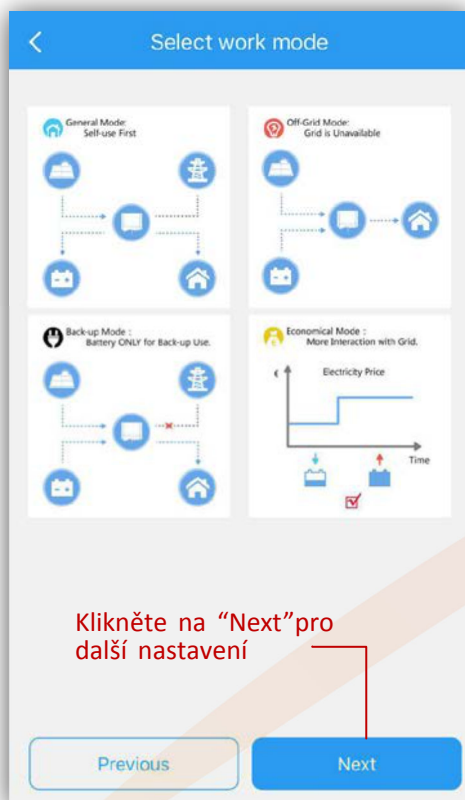 Select work mode
General Mode:
Self-use First
Off-Grid Mode:
Grid is Unavailable
Back-up Mode :
Battery ONLY for Back-up Use.
Economical Mode :
More Interaction with Grid.
€
Electricity Price
Time
Klikněte na “Next”pro
další nastavení
Previous
Next